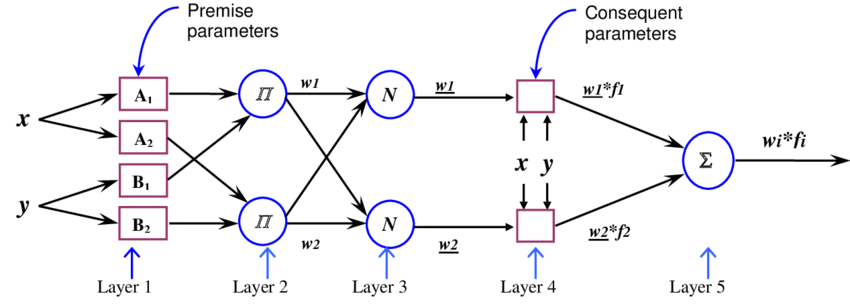 Premise
parameters
Consequent
parameters
x
y
A1
A2
B1
B2
Π
Π
w1
w2
N
N
w1
w2
x y
w1*f1
w2*f2
Σ
wi*fi
Layer 1
Layer 2
Layer 3
Layer 4
Layer 5